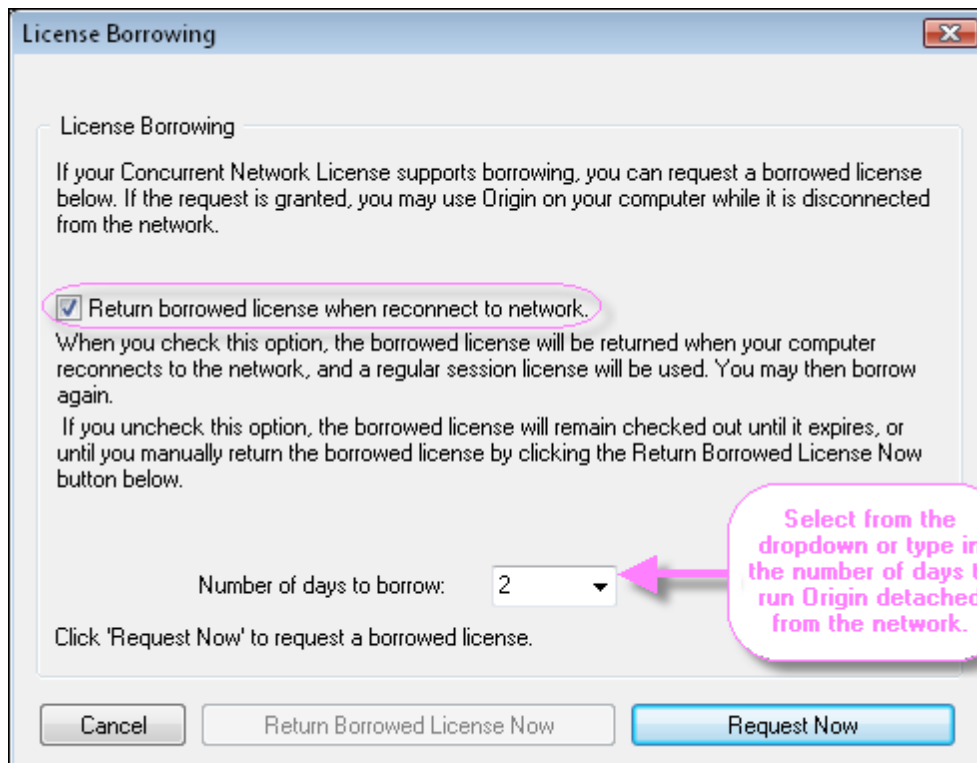 License Borrowing
License Borrowing
If your Concurrent Network License supports borrowing, you can request a borrowed license
below. If the request is granted, you may use Origin on your computer while it is disconnected
from the network.
Return borrowed license when reconnect to network.
When you check this option, the borrowed license will be returned when your computer
reconnects to the network, and a regular session license will be used. You may then borrow
again.
If you uncheck this option, the borrowed license will remain checked out until it expires, or
until you manually return the borrowed license by clicking the Return Borrowed License Now
button below.
Select from the
dropdown or type in
the number of days t
run Origin detached
from the network.
Number of days to borrow: 2
Click 'Request Now' to request a borrowed license.
Cancel Return Borrowed License Now Request Now